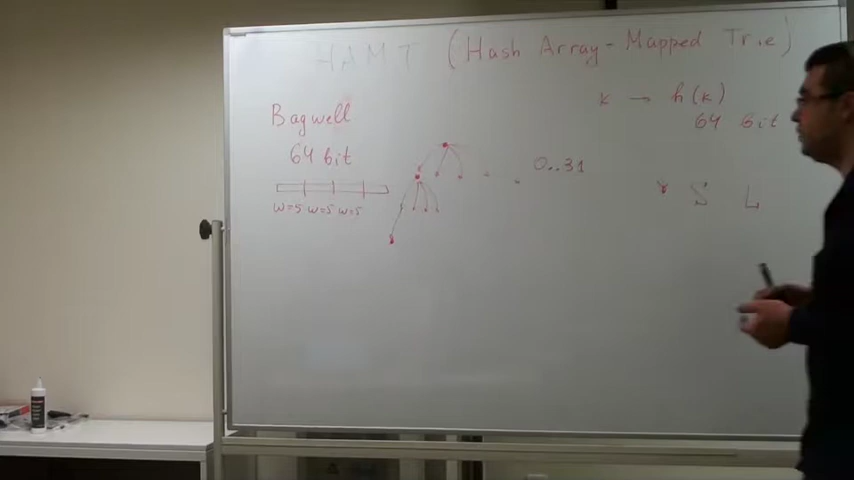 HAMT (Hash Array-Mapped Trie)
k → h(k)
64 bit
Bagwell
64 bit
w=5 w=5 w=5
0..31
S L